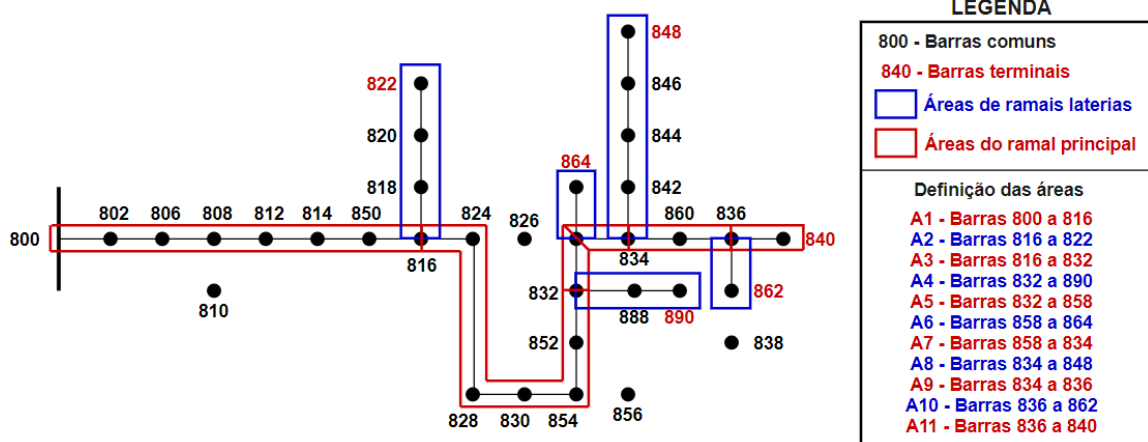 LEGENDA
800 - Barras comuns
840 - Barras terminais
Áreas de ramais laterias
Áreas do ramal principal
Definição das áreas
A1 - Barras 800 a 816
A2 - Barras 816 a 822
A3 - Barras 816 a 832
A4 - Barras 832 a 890
A5 - Barras 832 a 858
A6 - Barras 858 a 864
A7 - Barras 858 a 834
A8 - Barras 834 a 848
A9 - Barras 834 a 836
A10 - Barras 836 a 862
A11 - Barras 836 a 840
848
822
846
820
844
864
818
842
802 806 808 812 814 850 824 826 860 836
800
816
834
840
810
832
888
890
862
852
838
828 830 854 856